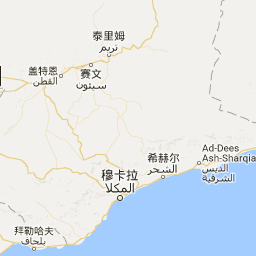 泰里姆
تريم
盖特恩
القطن
赛文
سيئون
Ad-Dees
Ash-Sharqia
الديس
الشرقية
希赫尔
الشحر
穆卡拉
المكلا
拜勒哈夫
بلحاف